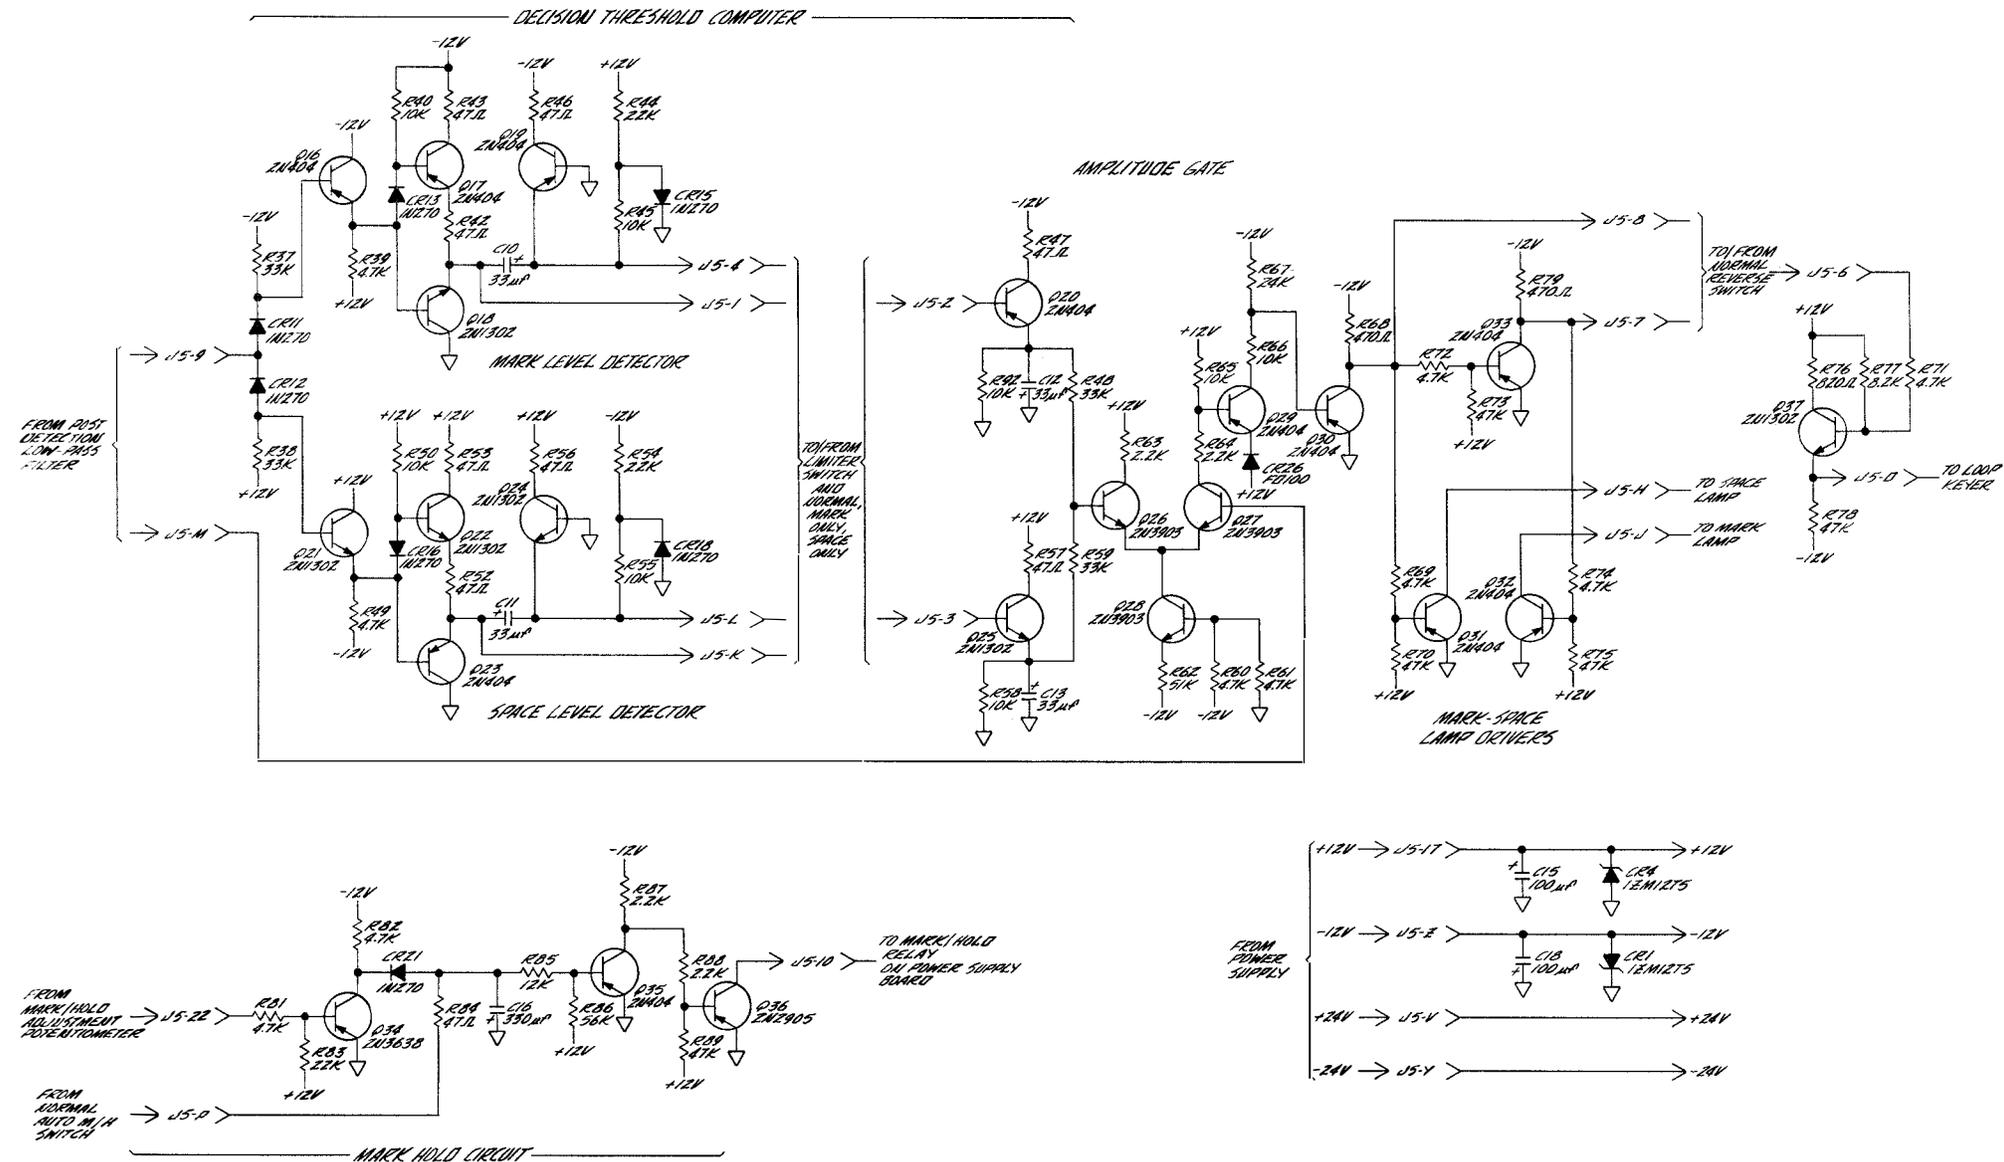 DECISION THRESHOLD COMPUTER
-12V
-12V
+12V
R40
10K
R43
47Ω
R46
47Ω
R44
22K
-12V
Q16
2N404
Q19
2N404
Q17
2N404
CR13
1N270
CR15
1N270
R45
10K
-12V
R37
33K
R39
4.7K
+12V
R42
47Ω
C10
+
33µf
J5-4
J5-1
Q18
2N1302
CR11
1N270
MARK LEVEL DETECTOR
J5-9
CR12
1N270
FROM POST
DETECTION
LOW-PASS
FILTER
R38
33K
+12V
+12V
+12V
+12V
-12V
R50
10K
R53
47Ω
R56
47Ω
R54
22K
+12V
Q24
2N1302
J5-M
Q21
2N1302
CR16
1N270
Q22
2N1302
CR18
1N270
R55
10K
R52
47Ω
R49
4.7K
-12V
C11
+
33µf
J5-L
J5-K
Q23
2N404
SPACE LEVEL DETECTOR
TO/FROM
LIMITER
SWITCH
AND
NORMAL,
MARK
ONLY,
SPACE
ONLY
AMPLITUDE GATE
-12V
R47
47Ω
J5-2
Q20
2N404
R92
10K
C12
+
33µf
R48
33K
+12V
R63
2.2K
+12V
R65
10K
R64
2.2K
-12V
R67
24K
R66
10K
Q29
2N404
CR26
FD100
+12V
Q30
2N404
-12V
R68
470Ω
Q26
2N3903
Q27
2N3903
+12V
R57
47Ω
R59
33K
J5-3
Q25
2N1302
R58
10K
+
C13
33µf
Q28
2N3903
R62
51K
R60
4.7K
R61
4.7K
-12V
-12V
J5-8
-12V
R79
470Ω
Q33
2N404
J5-7
R72
4.7K
R73
47K
+12V
TO/FROM
NORMAL
REVERSE
SWITCH
J5-6
+12V
R76
820Ω
R77
8.2K
R71
4.7K
Q37
2N1302
J5-D
TO LOOP
KEYER
R78
47K
-12V
J5-H
TO SPACE
LAMP
J5-J
TO MARK
LAMP
R69
4.7K
Q32
2N404
R74
4.7K
Q31
2N404
R70
47K
R75
47K
+12V
+12V
MARK-SPACE
LAMP DRIVERS
-12V
R87
2.2K
-12V
R82
4.7K
CR21
1N270
R85
12K
R88
2.2K
J5-10
TO MARK/HOLD
RELAY
ON POWER SUPPLY
BOARD
FROM
MARK/HOLD
ADJUSTMENT
POTENTIOMETER
J5-22
R81
4.7K
Q34
2N3638
R83
22K
+12V
R84
47Ω
C16
+
330µf
R86
56K
+12V
Q35
2N404
Q36
2N2905
R89
47K
+12V
FROM
NORMAL
AUTO M/H
SWITCH
J5-P
MARK HOLD CIRCUIT
FROM
POWER
SUPPLY
+12V
J5-17
+
C15
100µf
CR4
1ZM12T5
+12V
-12V
J5-Z
C18
+
100µf
CR1
1ZM12T5
-12V
+24V
J5-V
+24V
-24V
J5-Y
-24V